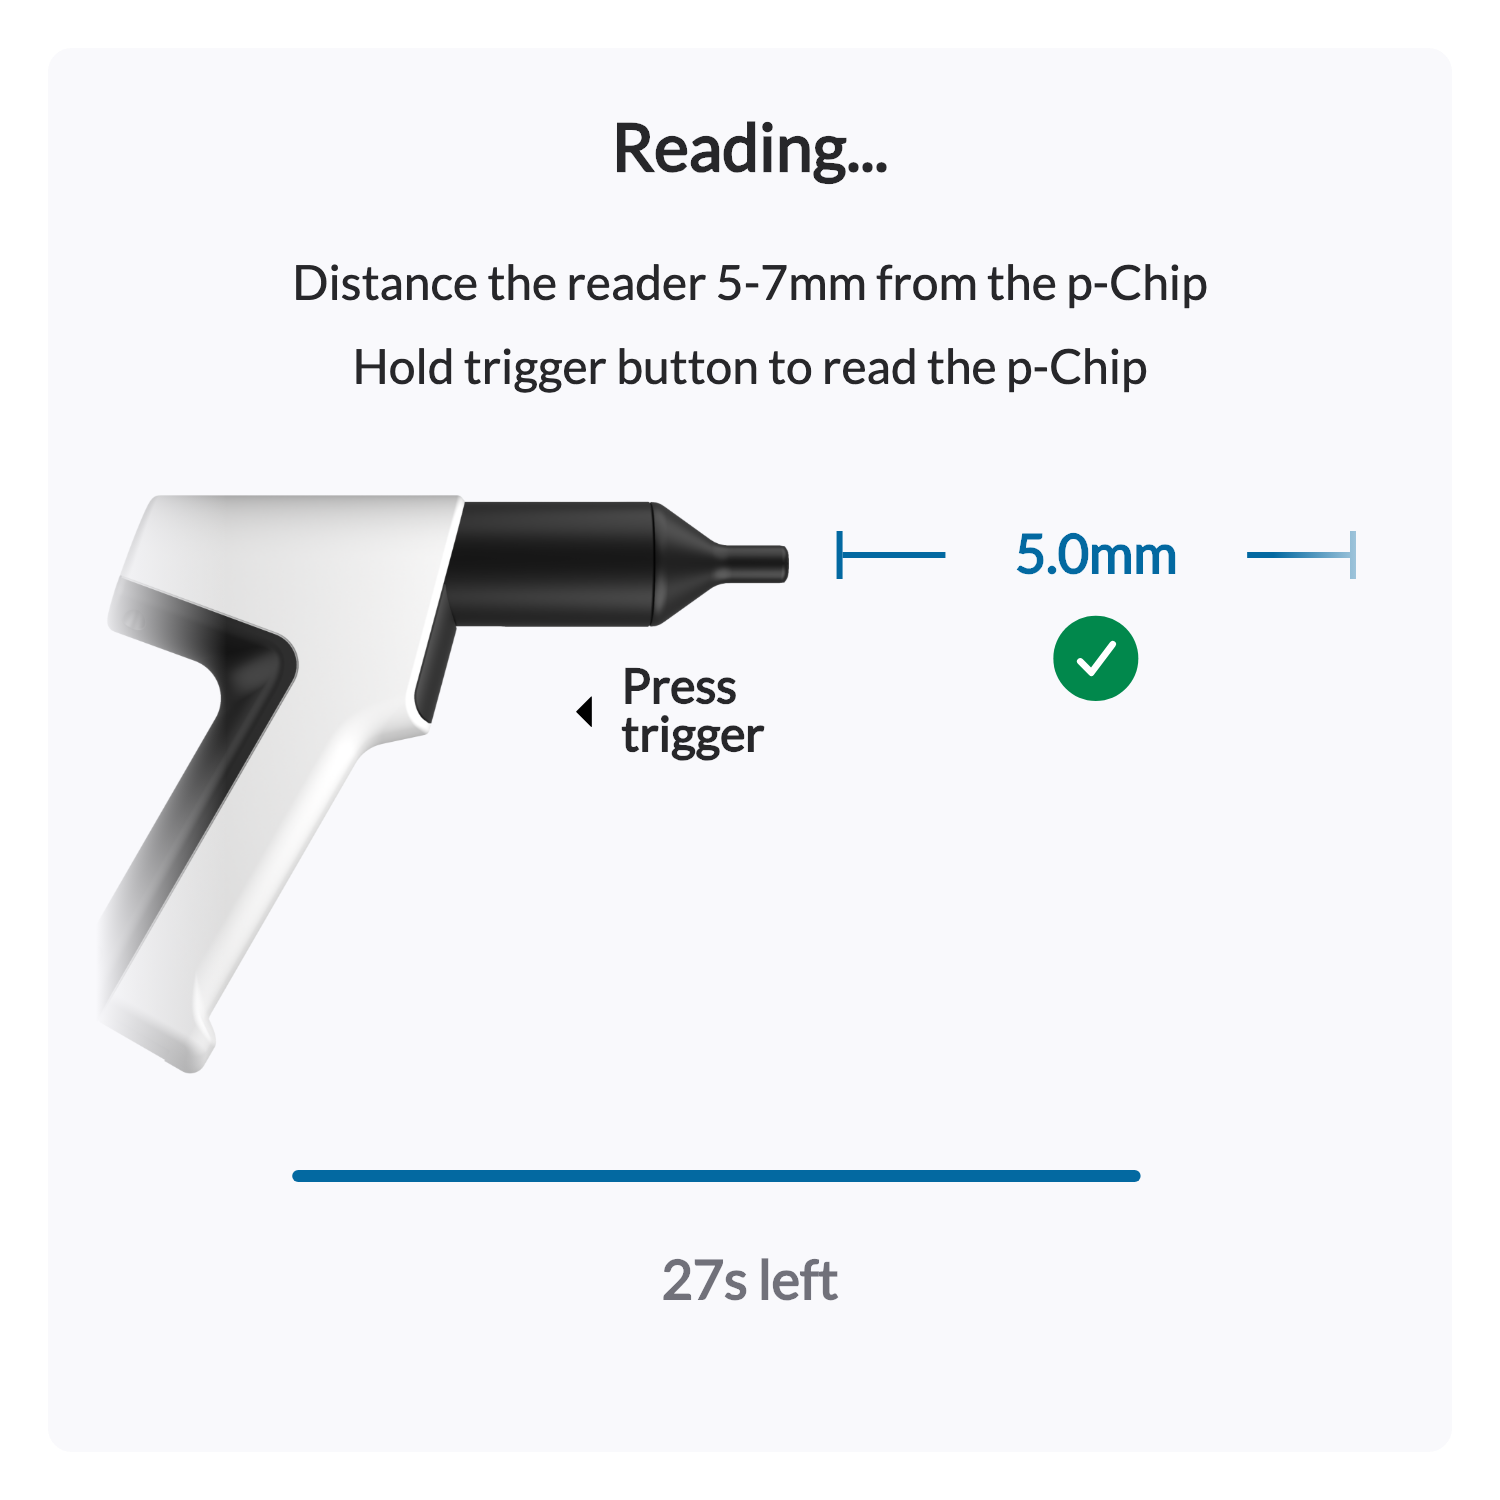 Reading...
Distance the reader 5-7mm from the p-Chip
Hold trigger button to read the p-Chip
5.0mm
Press
trigger
27s left